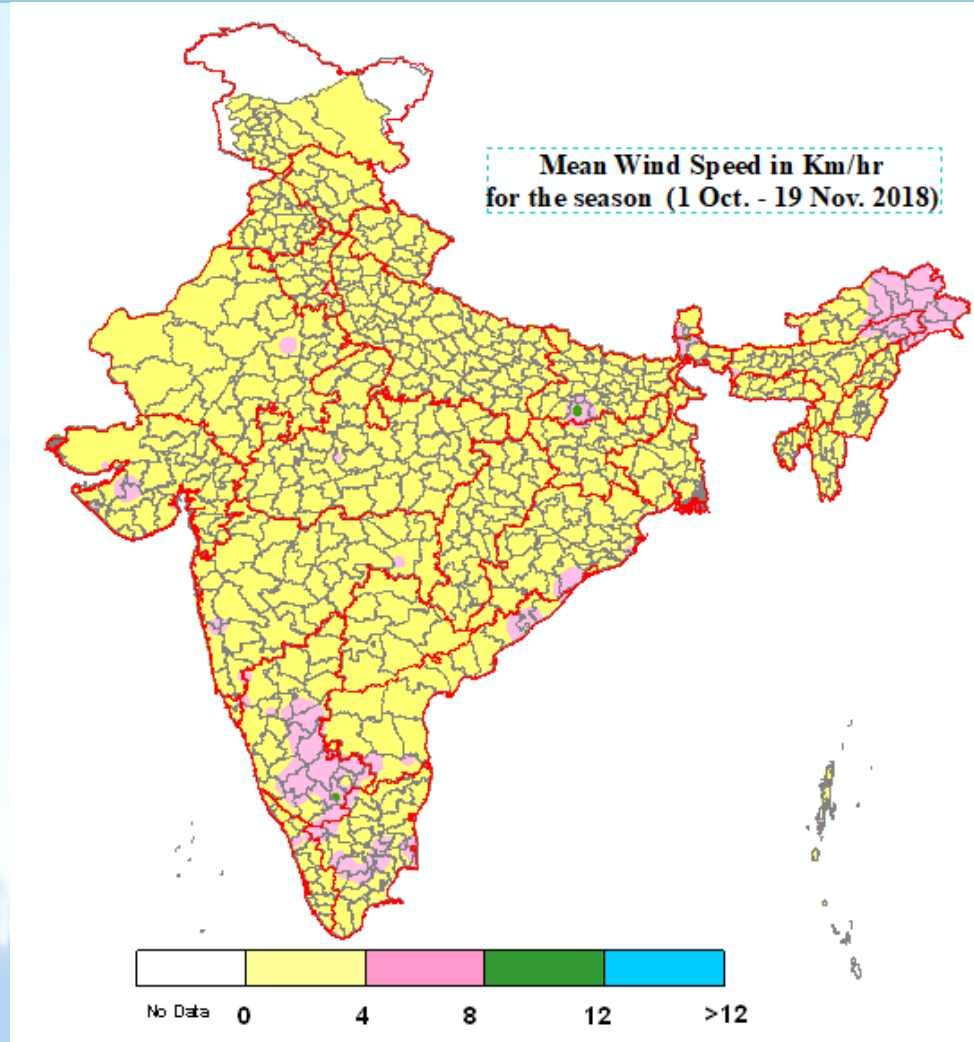 Mean Wind Speed in Km/hr
for the season (1 Oct. - 19 Nov. 2018)
No Data 0 4 8 12 >12